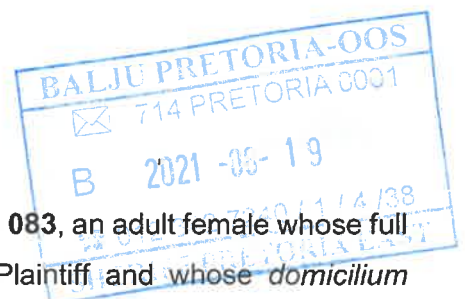 BALJU PRETORIA-OOS
714 PRETORIA 0001
B 2021 -05- 19
083, an adult female whose full
Plaintiff and whose domicilium